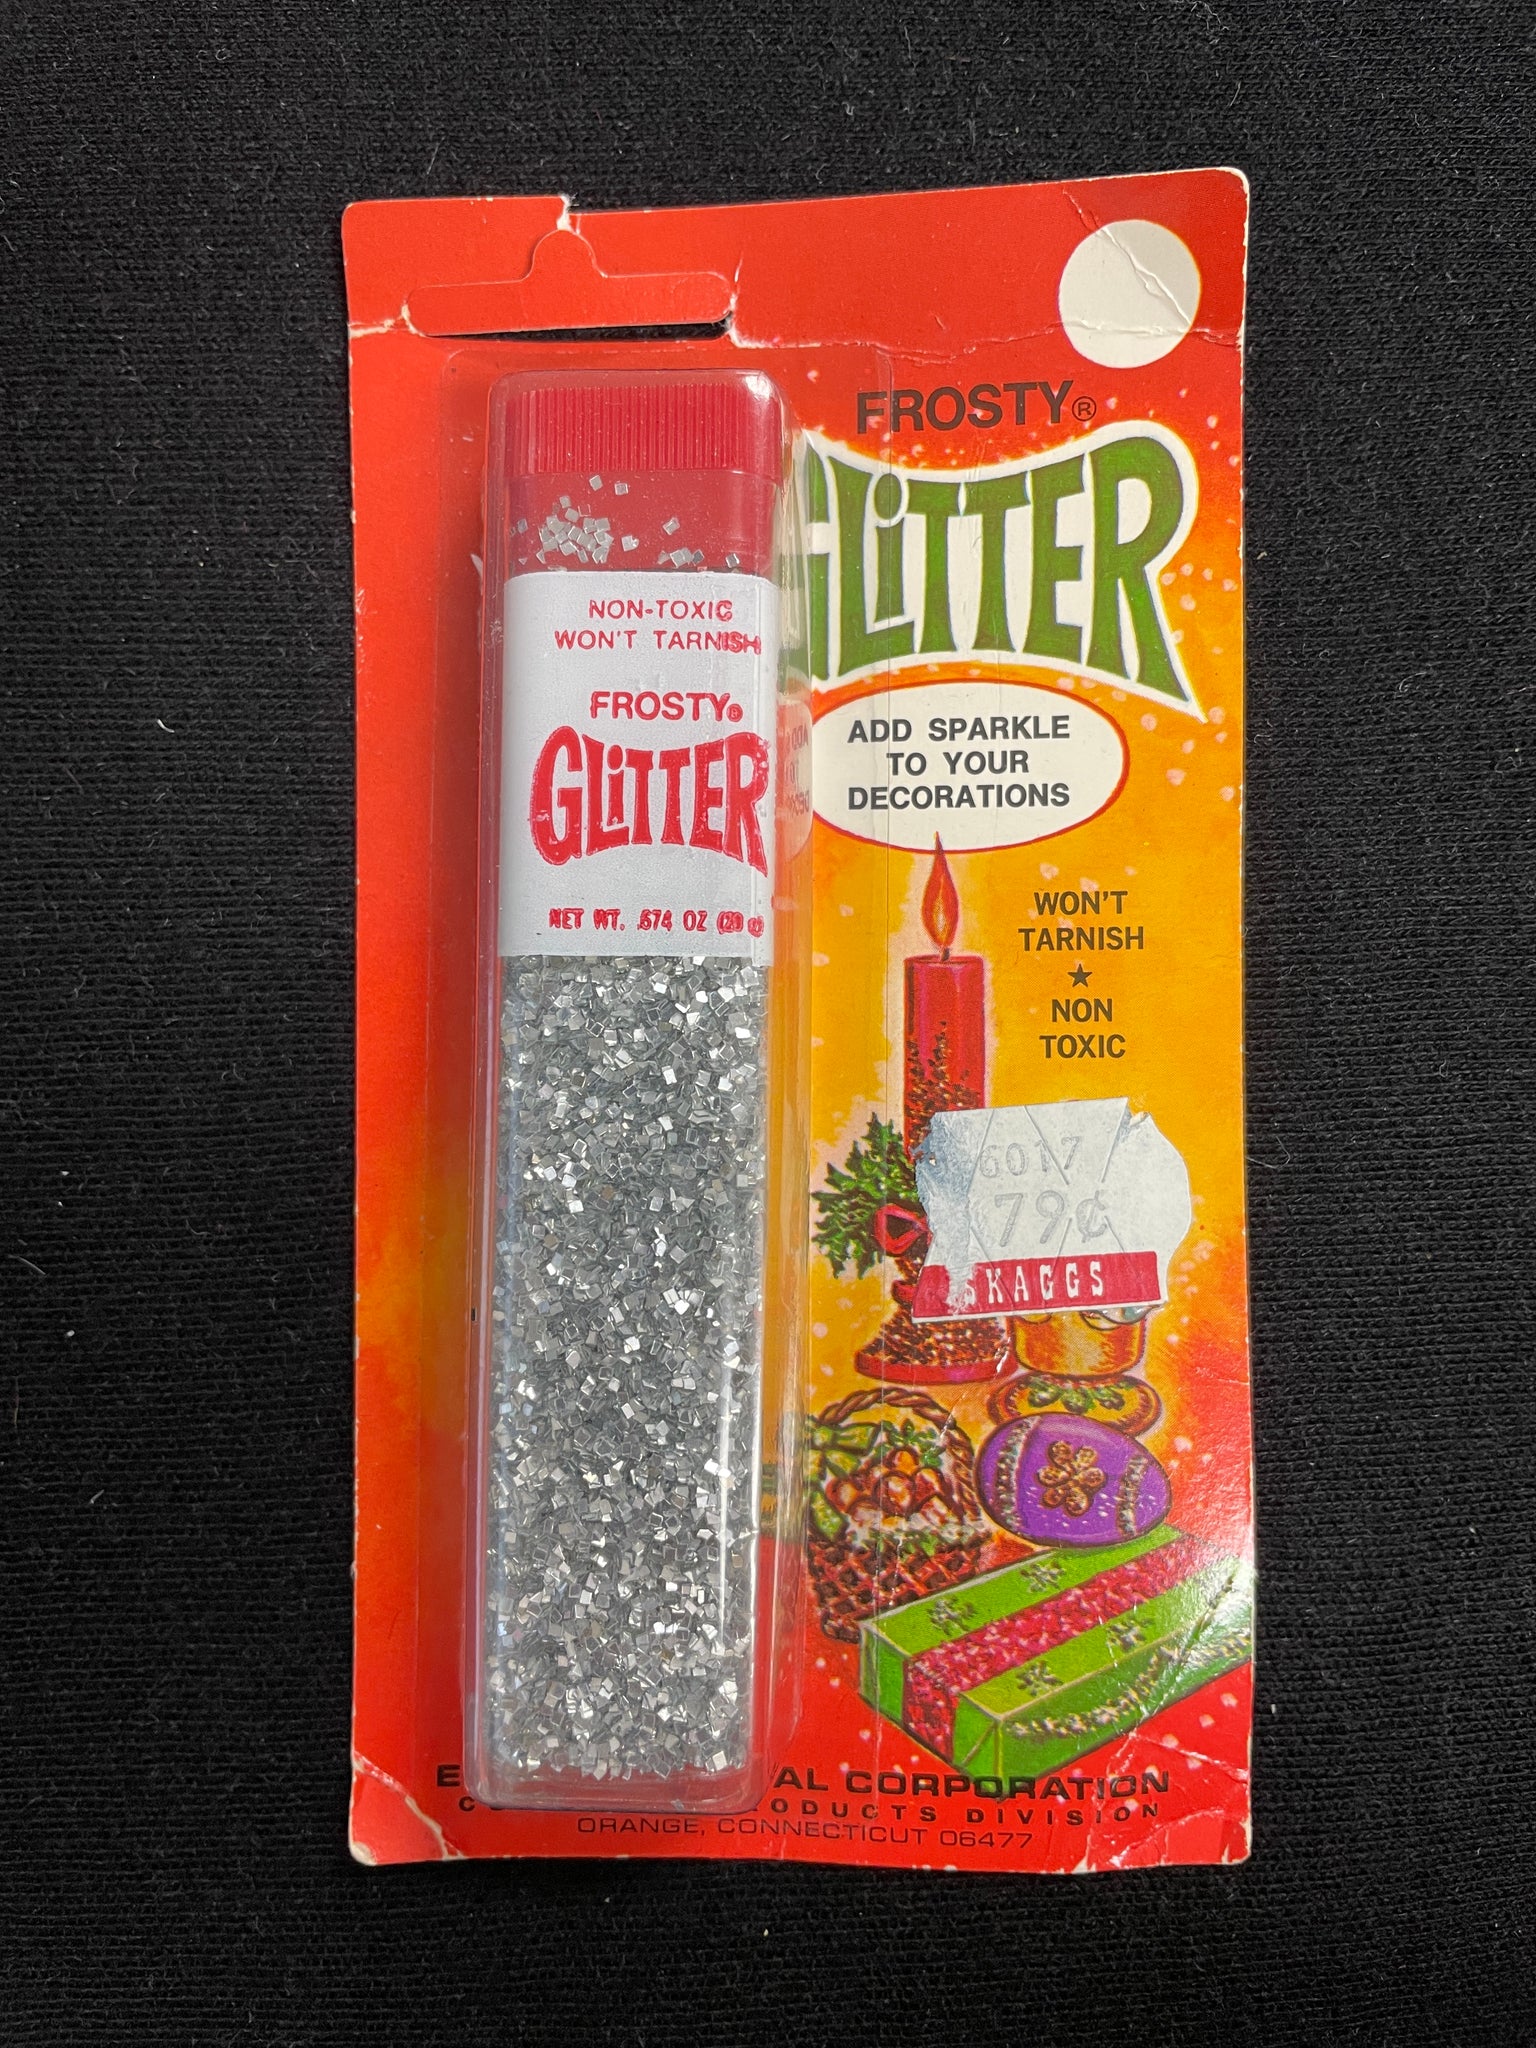 FROSTY®
GLiTTER
ADD SPARKLE
TO YOUR
DECORATIONS
WON'T
TARNISH
★
NON
TOXIC
6017
79¢
SKAGGS
NON-TOXIC
WON'T TARNISH
FROSTY®
GLiTTER
NET WT. .674 OZ (20 g)
CORPORATION
DIVISION
ORANGE, CONNECTICUT 06477